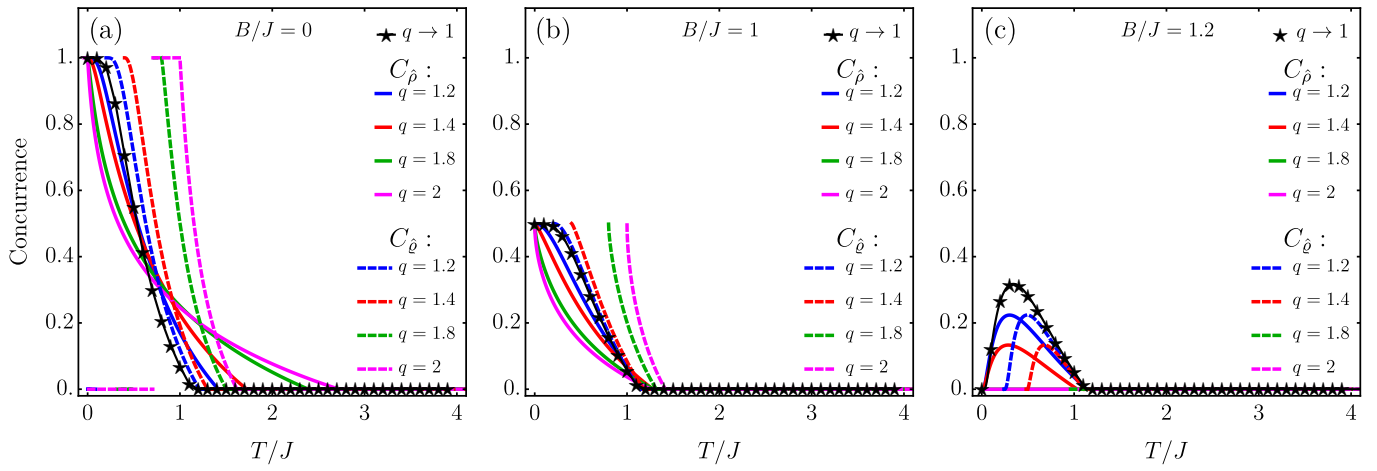 Concurrence
1.
0.8
0.6
0.4
0.2
0.
(a)
B/J = 0
q → 1
C_ρ̂ :
q = 1.2
q = 1.4
q = 1.8
q = 2
C_ϱ̂ :
q = 1.2
q = 1.4
q = 1.8
q = 2
0 1 2 3 4
T/J
(b)
B/J = 1
q → 1
C_ρ̂ :
q = 1.2
q = 1.4
q = 1.8
q = 2
C_ϱ̂ :
q = 1.2
q = 1.4
q = 1.8
q = 2
1.
0.8
0.6
0.4
0.2
0.
0 1 2 3 4
T/J
(c)
B/J = 1.2
q → 1
C_ρ̂ :
q = 1.2
q = 1.4
q = 1.8
q = 2
C_ϱ̂ :
q = 1.2
q = 1.4
q = 1.8
q = 2
1.
0.8
0.6
0.4
0.2
0.
0 1 2 3 4
T/J